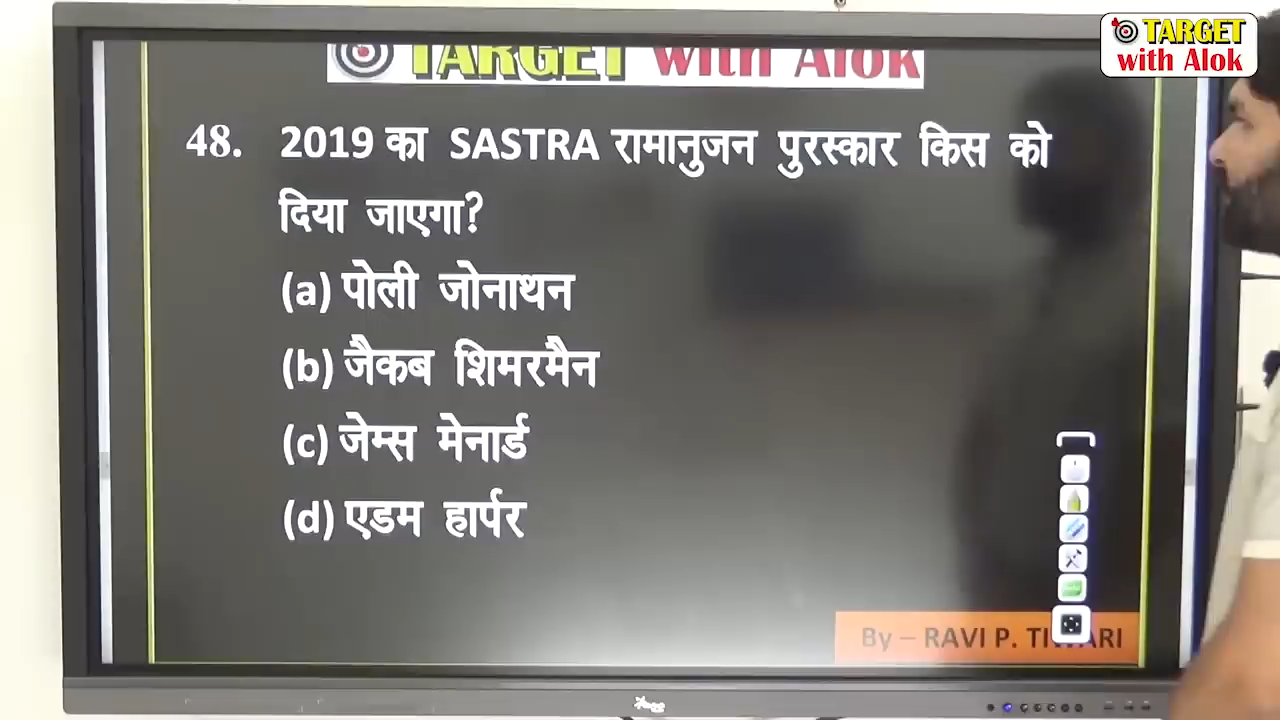 TARGET with Alok
TARGET
with Alok
48. 2019 का SASTRA रामानुजन पुरस्कार किस को
दिया जाएगा?
(a) पोली जोनाथन
(b) जैकब शिमरमैन
(c) जेम्स मेनार्ड
(d) एडम हार्पर
By – RAVI P. TIWARI